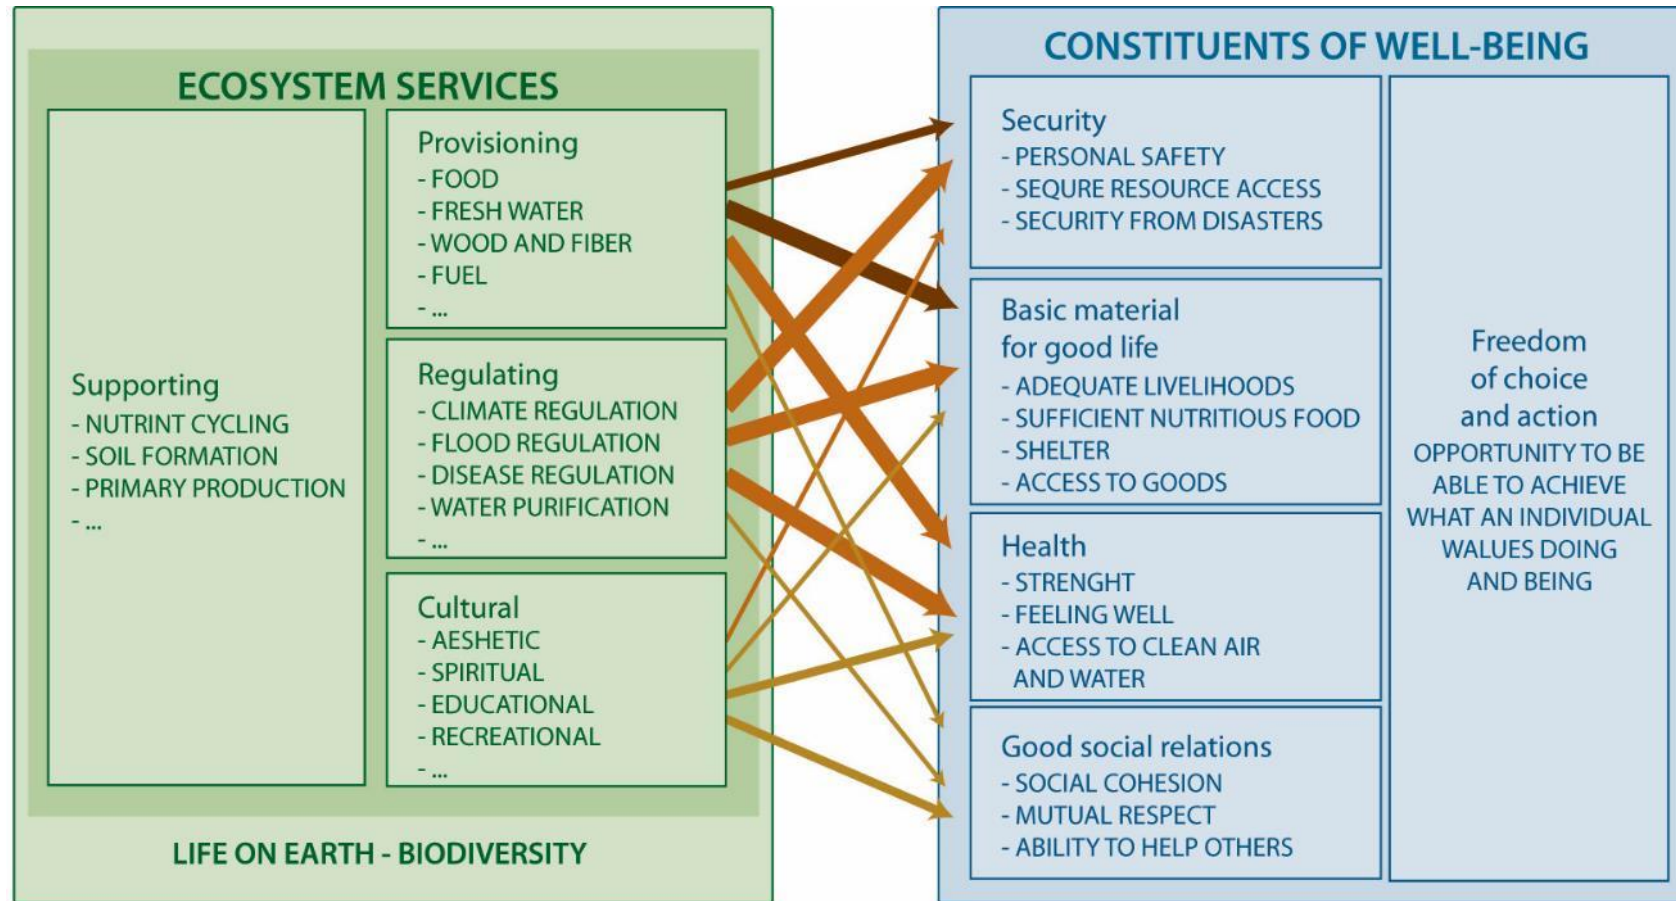 ECOSYSTEM SERVICES
Supporting
- NUTRINT CYCLING
- SOIL FORMATION
- PRIMARY PRODUCTION
- ...
Provisioning
- FOOD
- FRESH WATER
- WOOD AND FIBER
- FUEL
- ...
Regulating
- CLIMATE REGULATION
- FLOOD REGULATION
- DISEASE REGULATION
- WATER PURIFICATION
- ...
Cultural
- AESHETIC
- SPIRITUAL
- EDUCATIONAL
- RECREATIONAL
- ...
LIFE ON EARTH - BIODIVERSITY
CONSTITUENTS OF WELL-BEING
Security
- PERSONAL SAFETY
- SEQURE RESOURCE ACCESS
- SECURITY FROM DISASTERS
Basic material
for good life
- ADEQUATE LIVELIHOODS
- SUFFICIENT NUTRITIOUS FOOD
- SHELTER
- ACCESS TO GOODS
Health
- STRENGHT
- FEELING WELL
- ACCESS TO CLEAN AIR
AND WATER
Good social relations
- SOCIAL COHESION
- MUTUAL RESPECT
- ABILITY TO HELP OTHERS
Freedom
of choice
and action
OPPORTUNITY TO BE
ABLE TO ACHIEVE
WHAT AN INDIVIDUAL
WALUES DOING
AND BEING